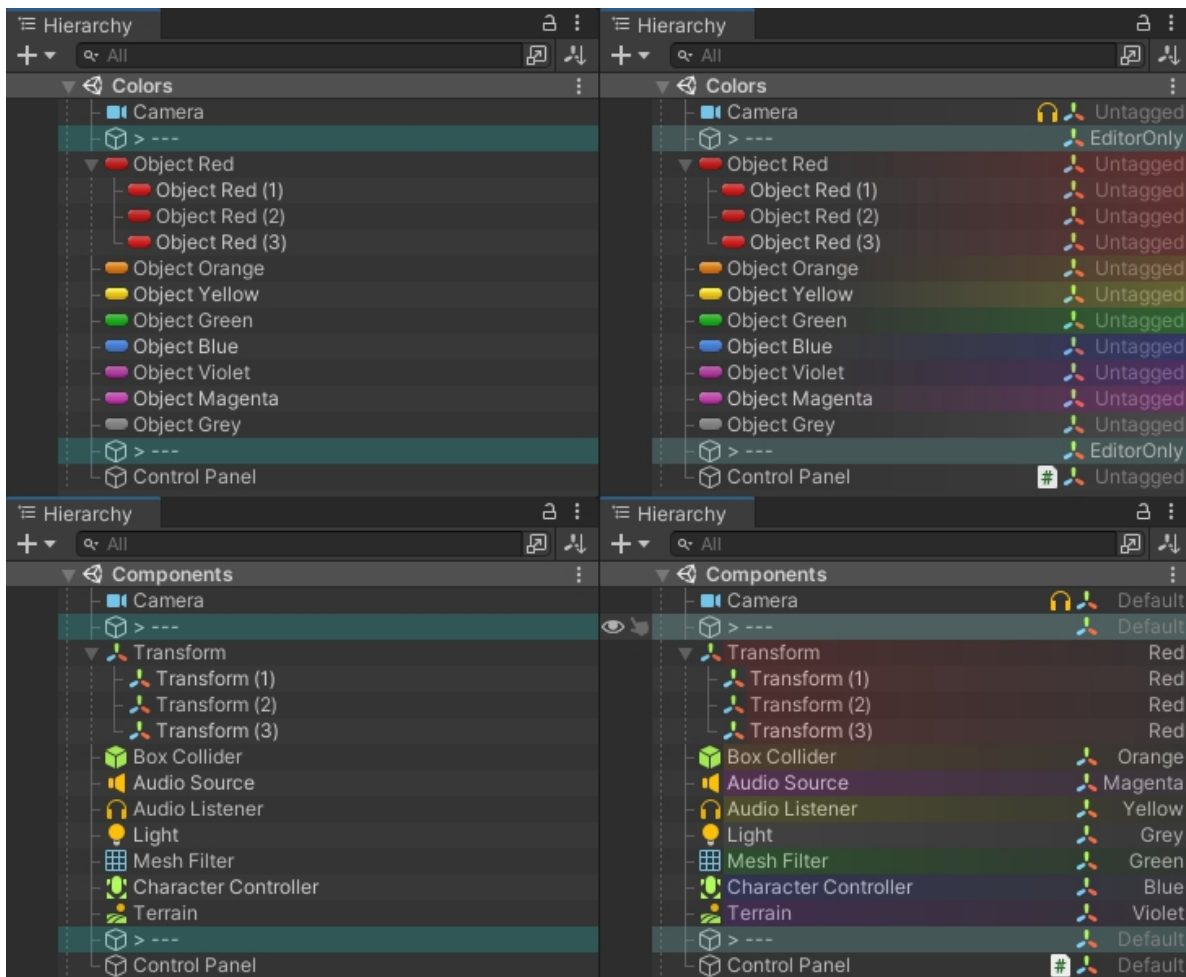 Hierarchy
All
Colors
Camera
> ---
Object Red
Object Red (1)
Object Red (2)
Object Red (3)
Object Orange
Object Yellow
Object Green
Object Blue
Object Violet
Object Magenta
Object Grey
> ---
Control Panel
Hierarchy
All
Colors
Camera Untagged
> --- EditorOnly
Object Red Untagged
Object Red (1) Untagged
Object Red (2) Untagged
Object Red (3) Untagged
Object Orange Untagged
Object Yellow Untagged
Object Green Untagged
Object Blue Untagged
Object Violet Untagged
Object Magenta Untagged
Object Grey Untagged
> --- EditorOnly
Control Panel # Untagged
Hierarchy
All
Components
Camera
> ---
Transform
Transform (1)
Transform (2)
Transform (3)
Box Collider
Audio Source
Audio Listener
Light
Mesh Filter
Character Controller
Terrain
> ---
Control Panel
Hierarchy
All
Components
Camera Default
> --- Default
Transform Red
Transform (1) Red
Transform (2) Red
Transform (3) Red
Box Collider Orange
Audio Source Magenta
Audio Listener Yellow
Light Grey
Mesh Filter Green
Character Controller Blue
Terrain Violet
> --- Default
Control Panel # Default